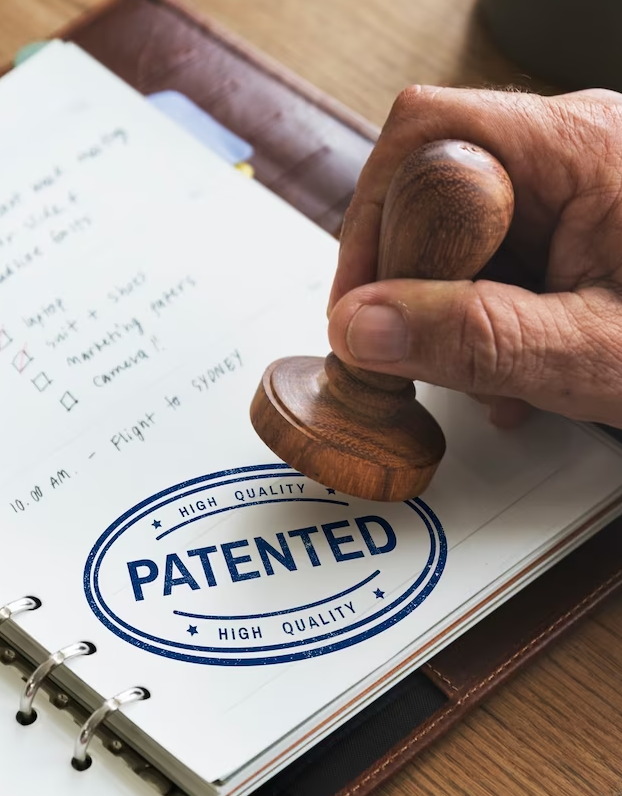 laptop
suit + shoes
marketing papers
camera!!
10.00 AM. - Flight to SYDNEY
HIGH QUALITY
PATENTED
HIGH QUALITY